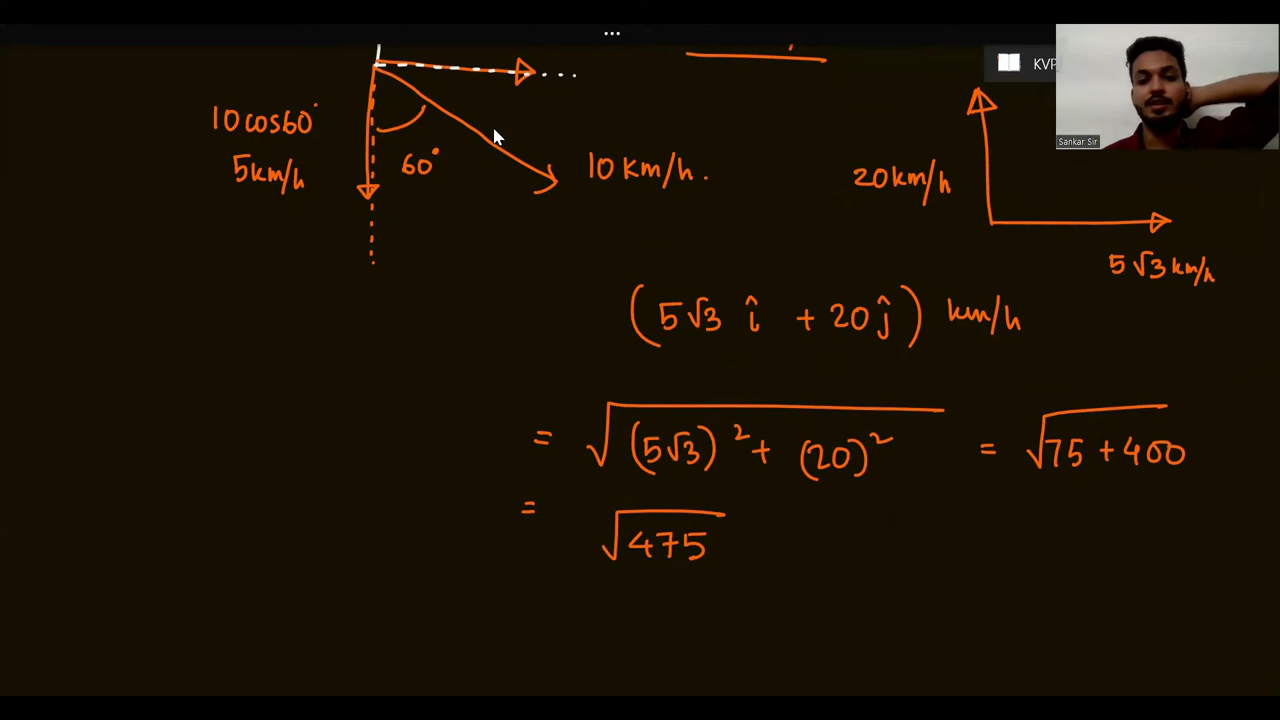 ...
KVP
10cos60°
5km/h
60°
10 km/h.
20km/h
5√3 km/h
(5√3 î + 20ĵ) km/h
= √(5√3)² + (20)² = √75 + 400
= √475
Sankar Sir